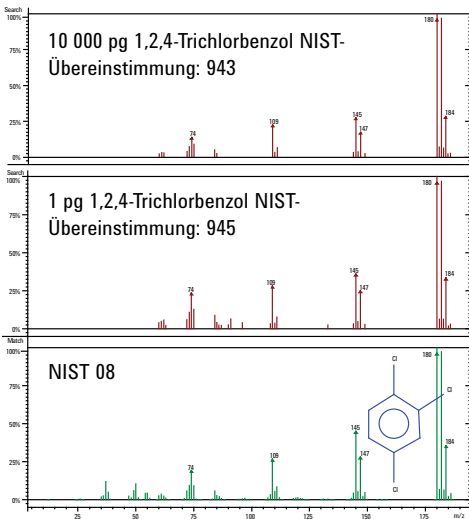 Search
100%
180
10 000 pg 1,2,4-Trichlorbenzol NIST-
Übereinstimmung: 943
75%
50%
25%
74
109
145
147
184
0%
Search
100%
180
1 pg 1,2,4-Trichlorbenzol NIST-
Übereinstimmung: 945
75%
50%
25%
74
109
145
147
184
0%
Match
100%
180
NIST 08
Cl
Cl
75%
50%
145
184
25%
74
109
147
Cl
0%
25 50 75 100 125 150 175 m/z